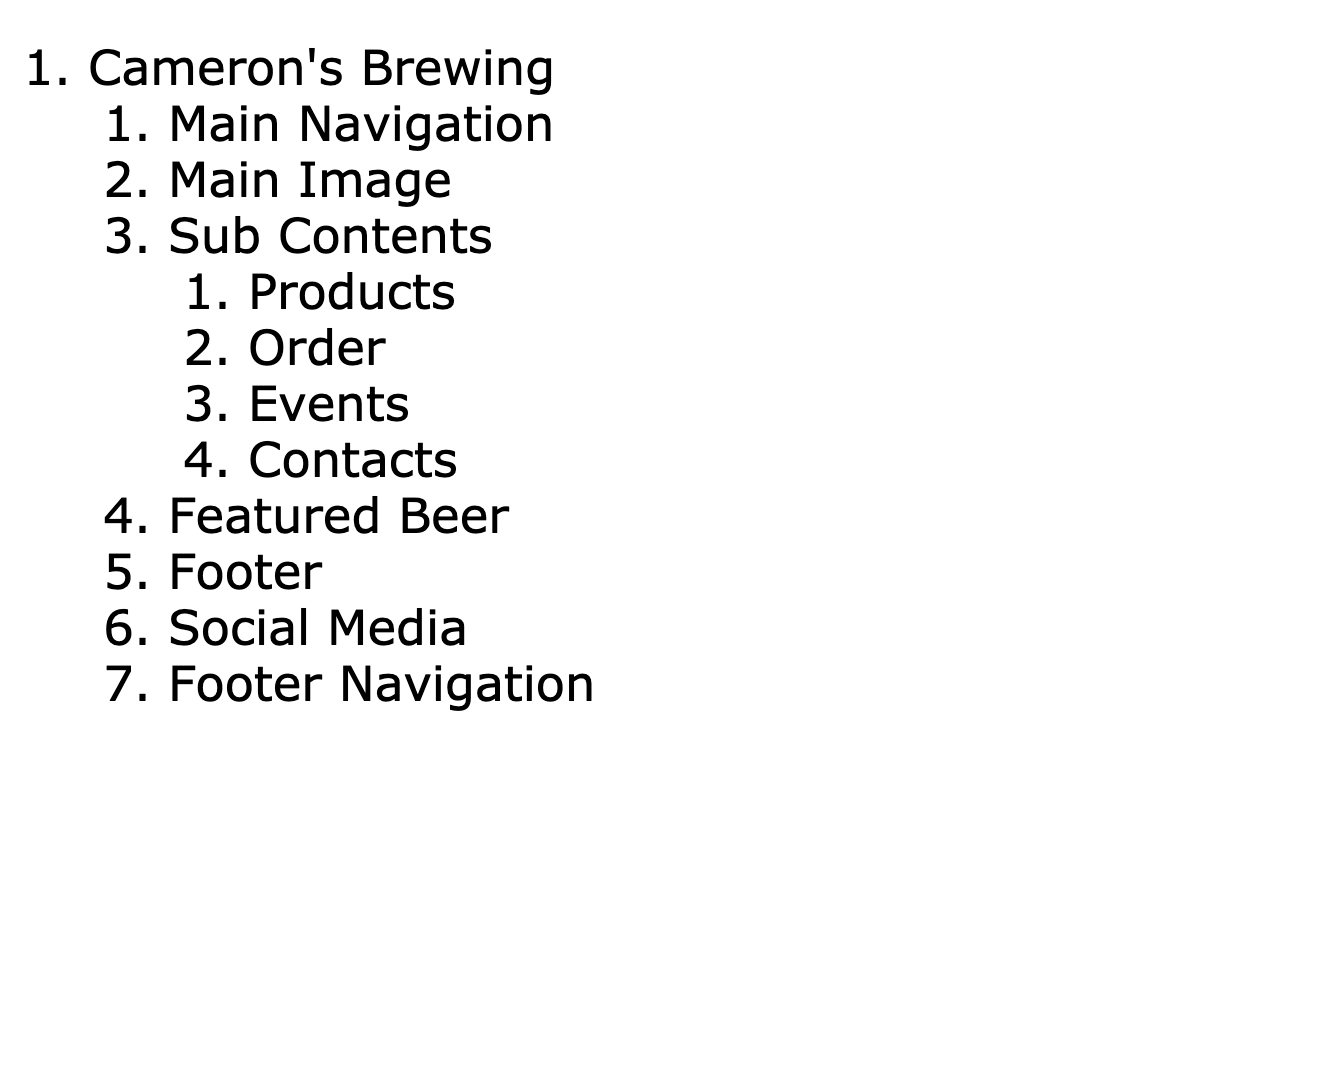 1. Cameron's Brewing
1. Main Navigation
2. Main Image
3. Sub Contents
1. Products
2. Order
3. Events
4. Contacts
4. Featured Beer
5. Footer
6. Social Media
7. Footer Navigation